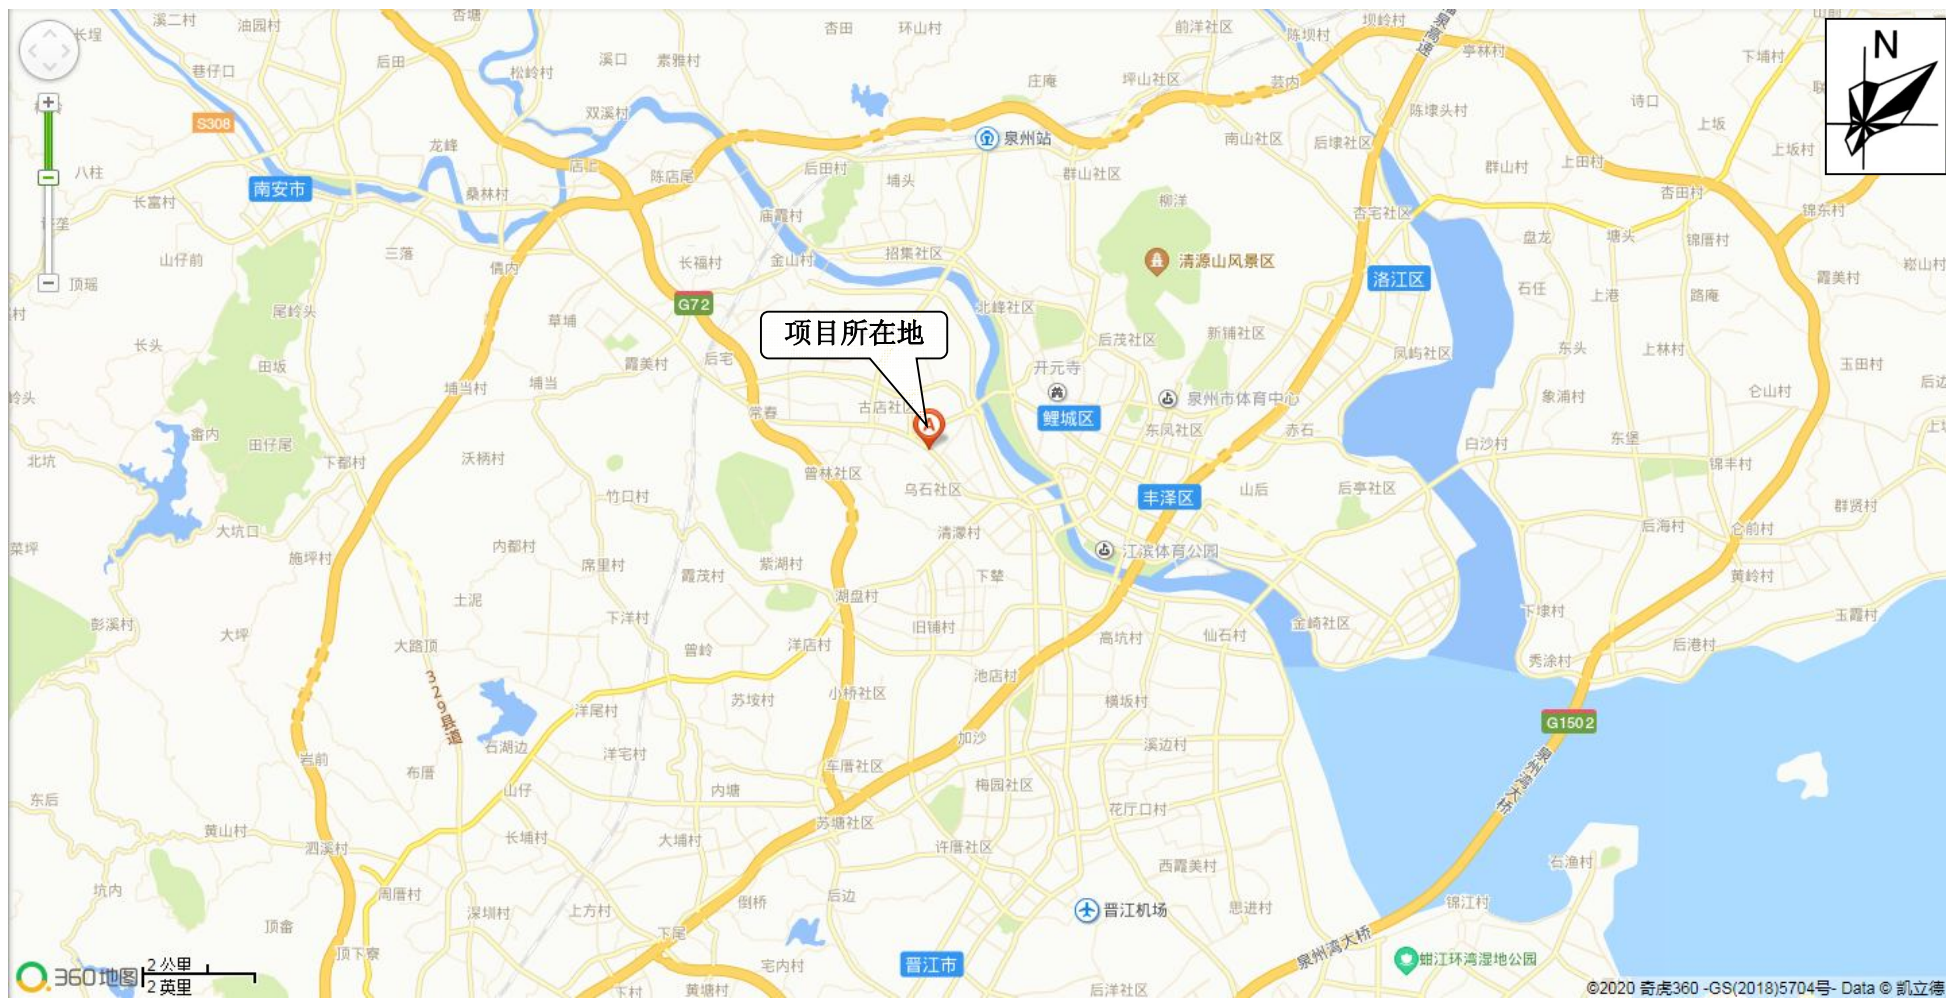 溪二村
油园村
杏塘
杏田
环山村
前洋社区
坝岭村
福泉高速
长埕
陈坝村
亭林村
下埔村
N
巷仔口
后田
松岭村
溪口
素雅村
庄庵
坪山社区
芸内
S308
双溪村
陈埭头村
诗口
上坂
龙峰
泉州站
南山社区
后埭社区
上坂村
八柱
店上
陈店尾
后田村
埔头
群山社区
群山村
上田村
南安市
长富村
桑林村
庙霞村
柳洋
杏宅社区
杏田村
锦东村
山仔前
三落
招集社区
盘龙
塘头
锦厝村
债内
长福村
金山村
清源山风景区
洛江区
崧山村
霞美村
顶瑶
石任
上港
路庵
G72
尾岭头
草埔
北峰社区
项目所在地
后茂社区
新铺社区
长头
田坂
霞美村
后宅
凤屿社区
东头
上林村
玉田村
开元寺
埔当村
埔当
泉州市体育中心
象浦村
仑山村
后边
岭头
常春
古店社区
A
鲤城区
畲内
田仔尾
东凤社区
赤石
白沙村
东堡
北坑
下都村
沃柄村
曾林社区
锦丰村
竹口村
乌石社区
丰泽区
山后
后亭社区
群贤村
大坑口
清濛村
后海村
仑前村
菜坪
施坪村
内都村
席里村
霞茂村
紫湖村
下辇
江滨体育公园
黄岭村
土泥
湖盘村
下埭村
玉霞村
彭溪村
大坪
大路顶
下洋村
曾岭
洋店村
旧铺村
高坑村
仙石村
金崎社区
后港村
秀涂村
329县道
苏垵村
小桥社区
池店村
横坂村
洋尾村
G1502
石湖边
洋宅村
加沙
溪边村
泉州湾大桥
岩前
布厝
车厝社区
梅园社区
东后
山仔
内塘
花厅口村
黄山村
泗溪村
长埔村
大埔村
苏塘社区
许厝社区
西霞美村
石渔村
坑内
周厝村
深圳村
上方村
倒桥
后边
晋江机场
思进村
锦江村
顶畲
下尾
泉州湾大桥
顶下寮
宅内村
晋江市
蚶江环湾湿地公园
360地图
2 公里
2 英里
下村
黄塘村
后洋社区
©2020 奇虎360 -GS(2018)5704号- Data © 凯立德